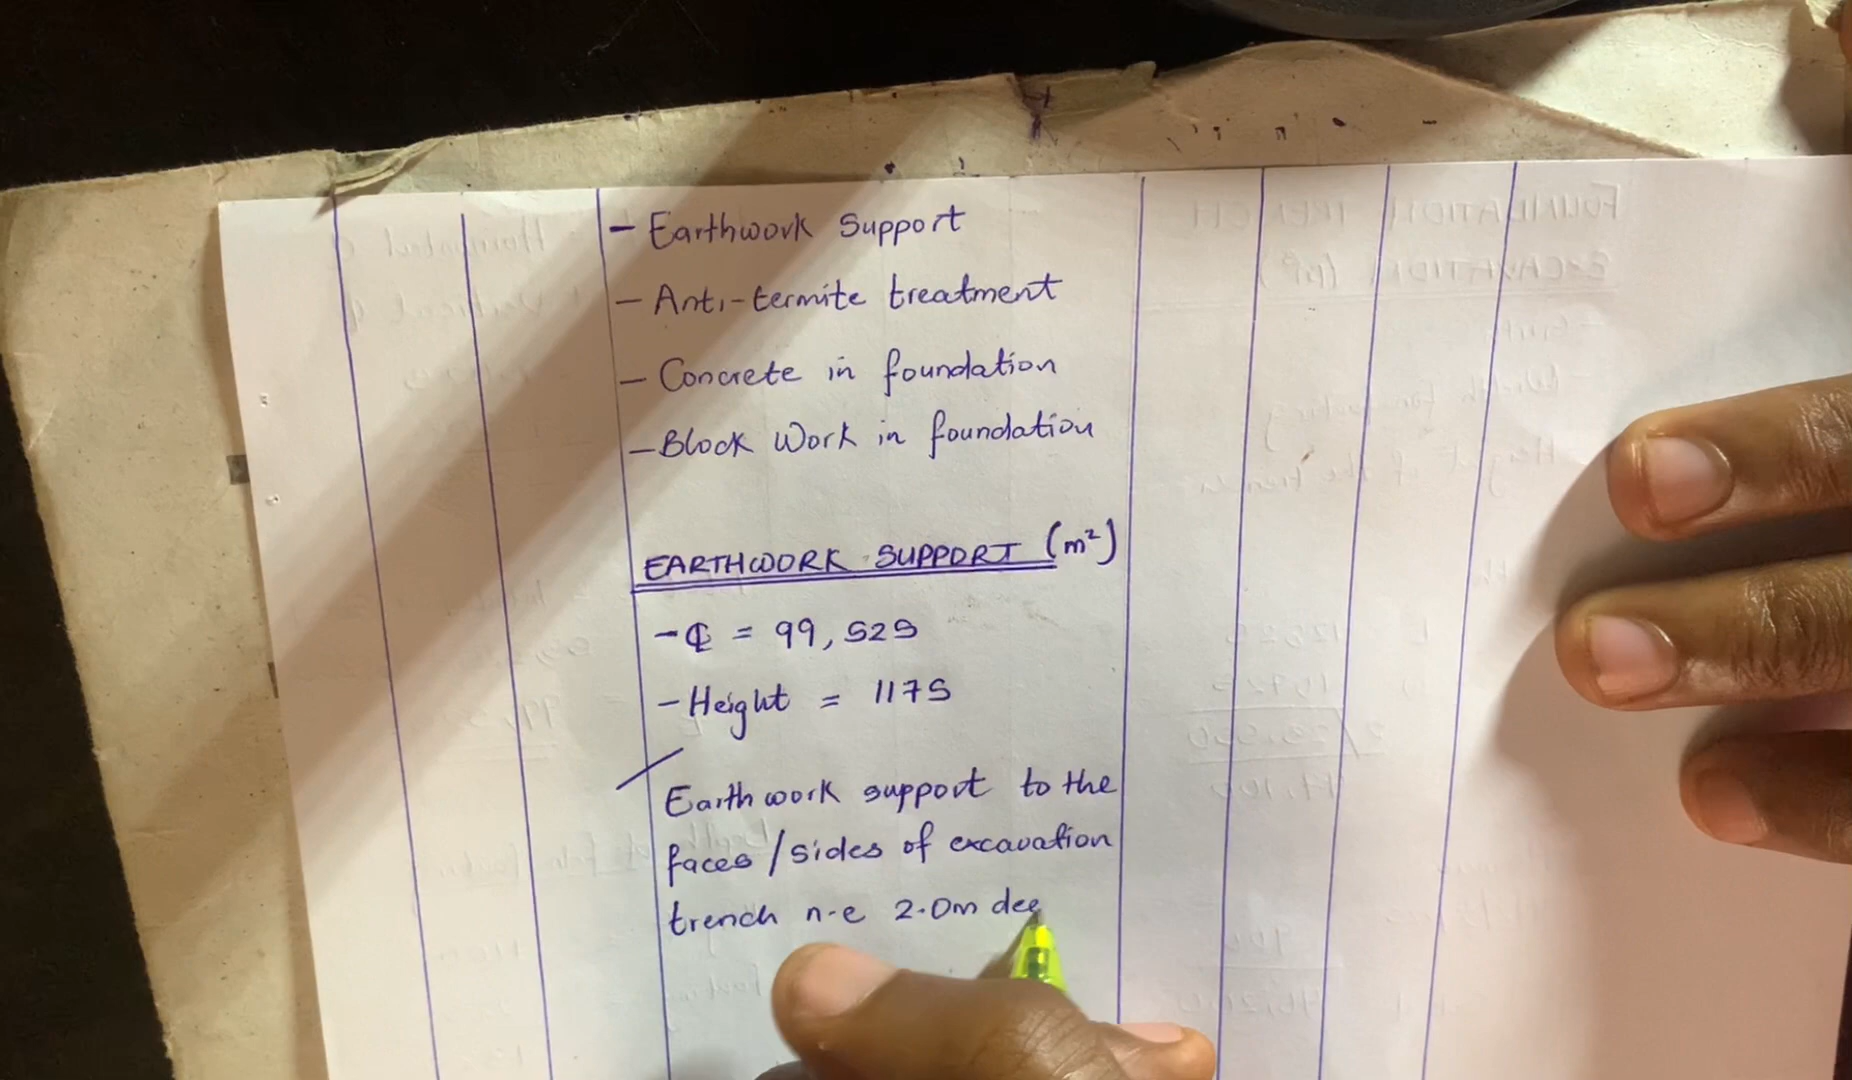 - Earthwork Support
- Anti-termite treatment
- Concrete in foundation
- Block Work in foundation
EARTHWORK SUPPORT (m²)
- ℄ = 99,525
- Height = 1175
Earthwork support to the
faces/sides of excavation
trench n-e 2.0m dee